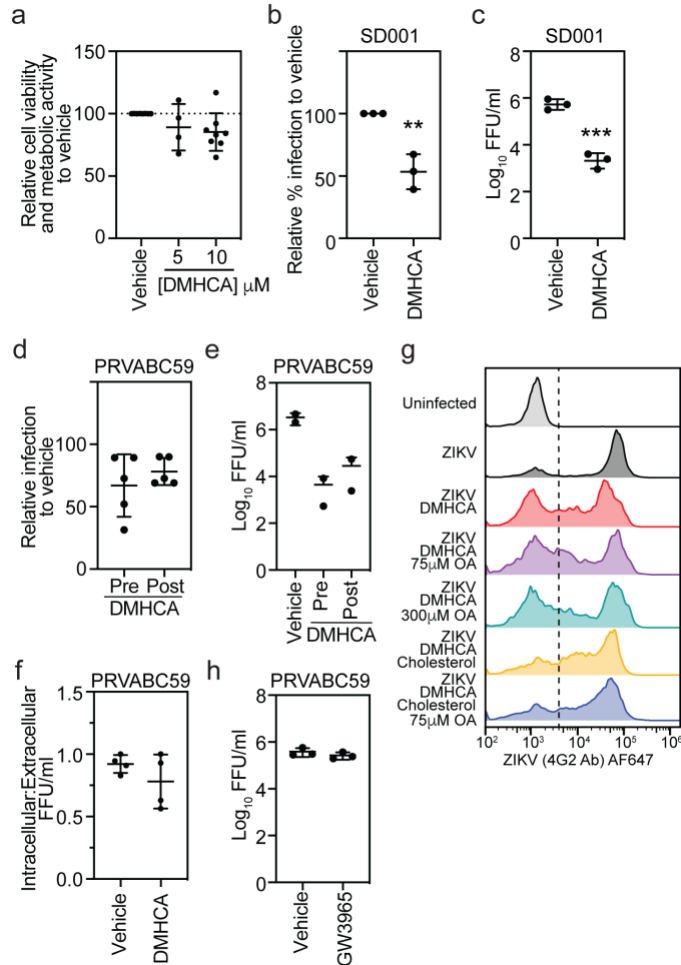 a
Relative cell viability
and metabolic activity
to vehicle
150
100
50
0
Vehicle
5
10
[DMHCA] μM
b
SD001
Relative % infection to vehicle
100
50
0
**
Vehicle
DMHCA
c
SD001
Log10 FFU/ml
8
6
4
2
0
***
Vehicle
DMHCA
d
PRVABC59
Relative infection
to vehicle
100
50
0
Pre
Post
DMHCA
e
PRVABC59
Log10 FFU/ml
8
6
4
2
0
Vehicle
Pre
Post
DMHCA
g
Uninfected
ZIKV
ZIKV
DMHCA
ZIKV
DMHCA
75μM OA
ZIKV
DMHCA
300μM OA
ZIKV
DMHCA
Cholesterol
ZIKV
DMHCA
Cholesterol
75μM OA
10² 10³ 10⁴ 10⁵ 10⁶
ZIKV (4G2 Ab) AF647
f
PRVABC59
Intracellular:Extracellular
FFU/ml
1.5
1.0
0.5
0.0
Vehicle
DMHCA
h
PRVABC59
Log10 FFU/ml
8
6
4
2
0
Vehicle
GW3965